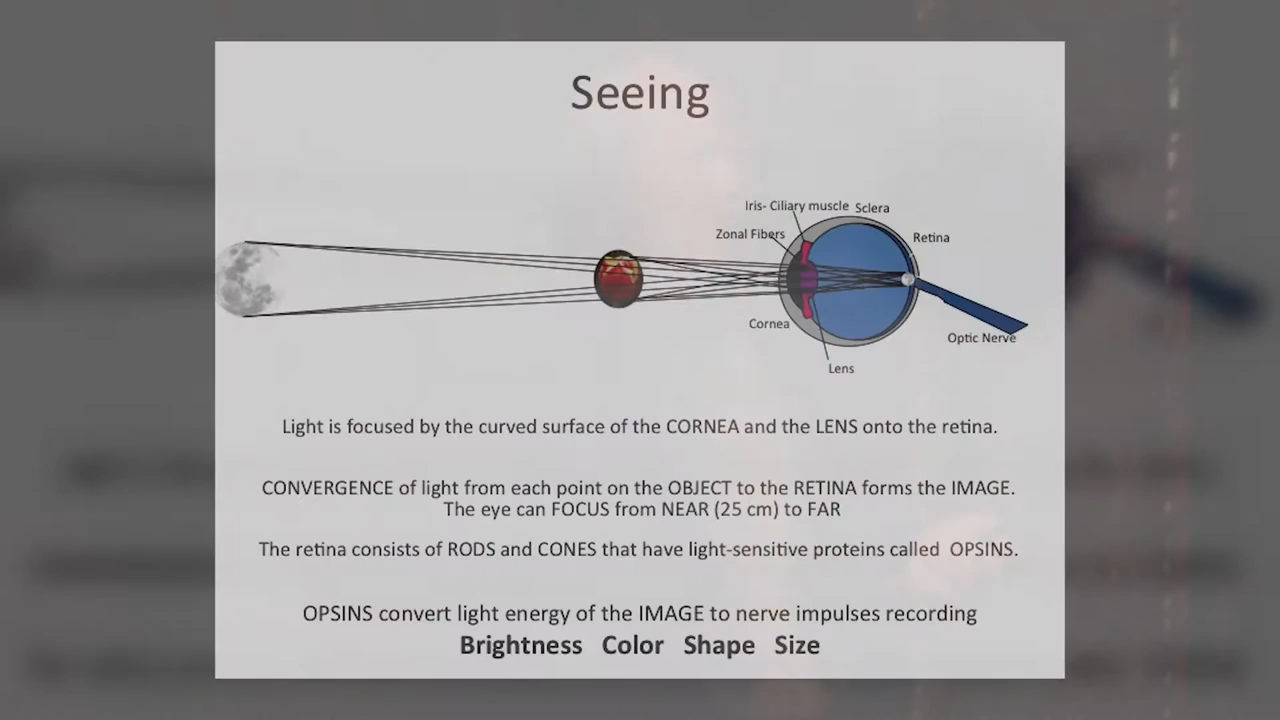 Seeing
Iris- Ciliary muscle
Sclera
Zonal Fibers
Retina
Cornea
Optic Nerve
Lens
Light is focused by the curved surface of the CORNEA and the LENS onto the retina.
CONVERGENCE of light from each point on the OBJECT to the RETINA forms the IMAGE.
The eye can FOCUS from NEAR (25 cm) to FAR
The retina consists of RODS and CONES that have light-sensitive proteins called OPSINS.
OPSINS convert light energy of the IMAGE to nerve impulses recording
Brightness Color Shape Size